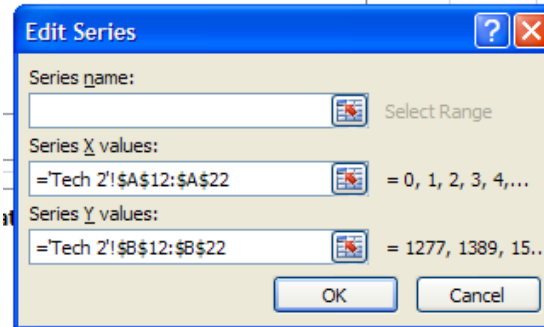 Edit Series
Series name:
Select Range
Series X values:
='Tech 2'!$A$12:$A$22 = 0, 1, 2, 3, 4,...
Series Y values:
='Tech 2'!$B$12:$B$22 = 1277, 1389, 15...
OK Cancel